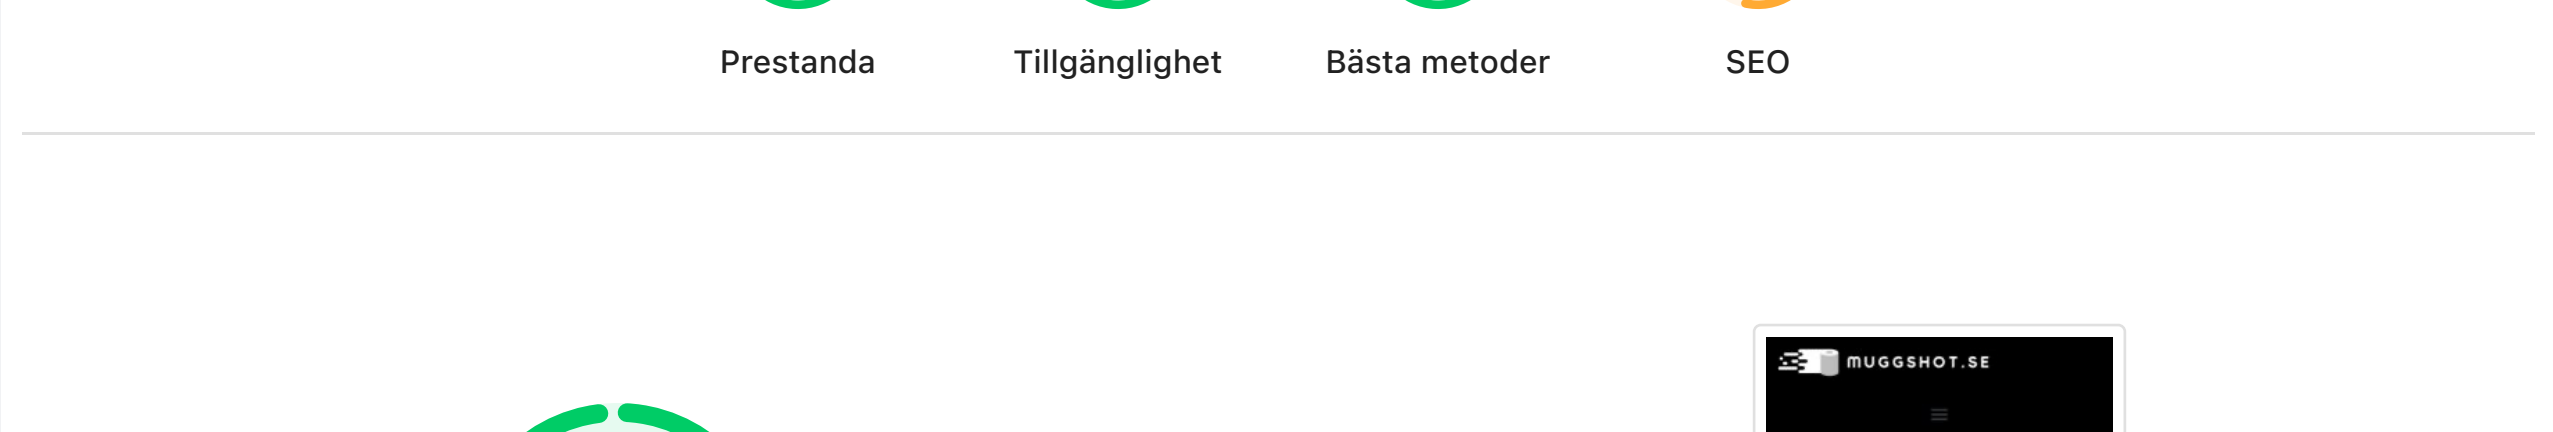 Prestanda
Tillgänglighet
Bästa metoder
SEO
MUGGSHOT.SE